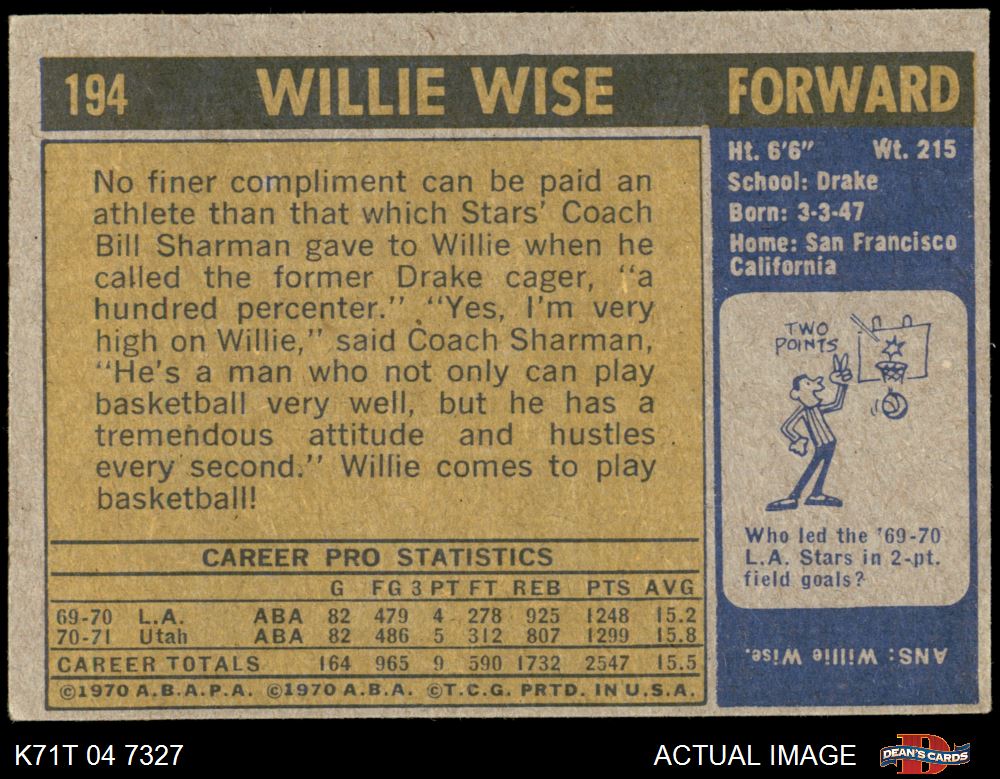 194 WILLIE WISE FORWARD
No finer compliment can be paid an
athlete than that which Stars' Coach
Bill Sharman gave to Willie when he
called the former Drake cager, "a
hundred percenter." "Yes, I'm very
high on Willie," said Coach Sharman,
"He's a man who not only can play
basketball very well, but he has a
tremendous attitude and hustles
every second." Willie comes to play
basketball!
CAREER PRO STATISTICS
G FG 3 PT FT REB PTS AVG
69-70 L.A. ABA 82 479 4 278 925 1248 15.2
70-71 Utah ABA 82 486 5 312 807 1299 15.8
CAREER TOTALS 164 965 9 590 1732 2547 15.5
©1970 A.B.A.P.A. ©1970 A.B.A. ©T.C.G. PRTD. IN U.S.A.
Ht. 6'6" Wt. 215
School: Drake
Born: 3-3-47
Home: San Francisco
California
TWO
POINTS
Who led the '69-70
L.A. Stars in 2-pt.
field goals?
ANS: Willie Wise.
K71T 04 7327 ACTUAL IMAGE DEAN'S CARDS